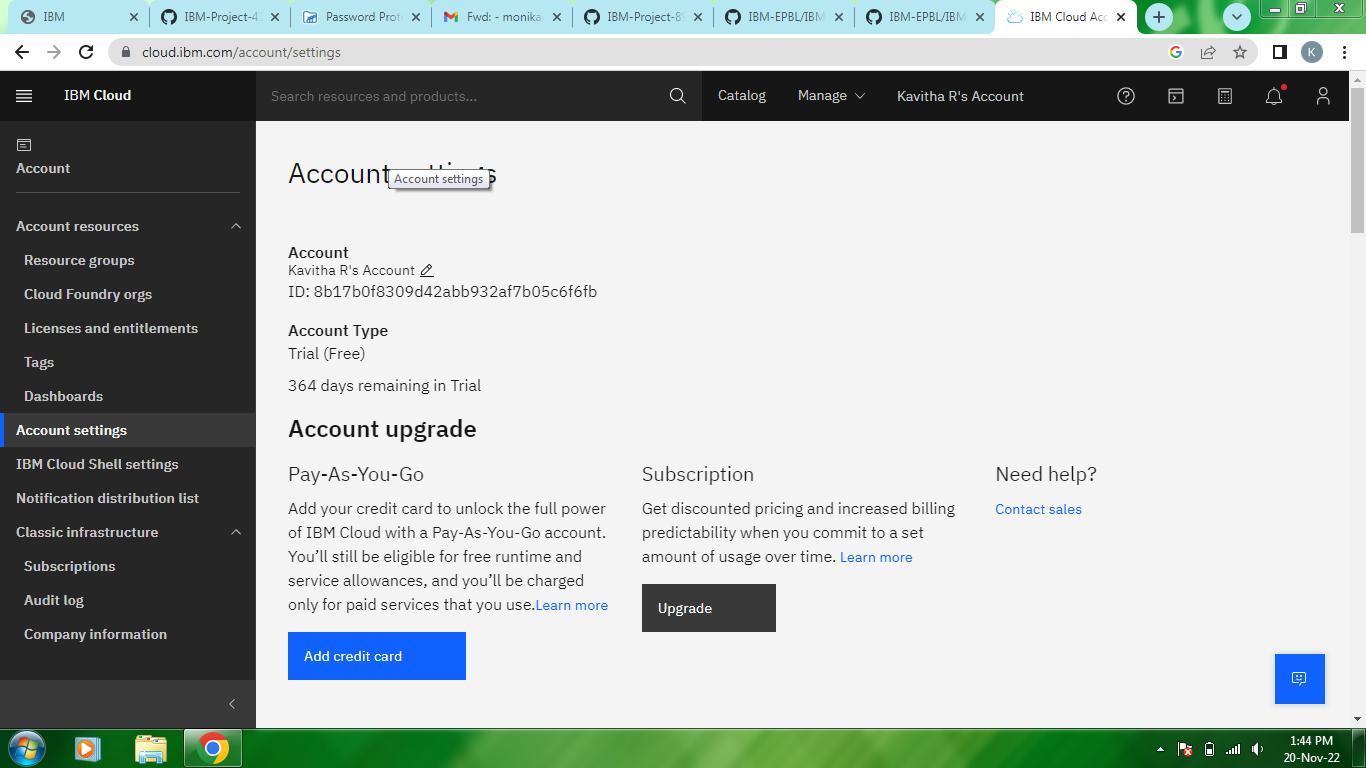 IBM
IBM-Project-4
Password Prot
Fwd: - monika
IBM-Project-8
IBM-EPBL/IBM
IBM-EPBL/IBM
IBM Cloud Acc
cloud.ibm.com/account/settings
K
IBM Cloud
Search resources and products...
Catalog
Manage
Kavitha R's Account
Account
Account resources
Resource groups
Cloud Foundry orgs
Licenses and entitlements
Tags
Dashboards
Account settings
IBM Cloud Shell settings
Notification distribution list
Classic infrastructure
Subscriptions
Audit log
Company information
Account settings
Account settings
Account
Kavitha R's Account
ID: 8b17b0f8309d42abb932af7b05c6f6fb
Account Type
Trial (Free)
364 days remaining in Trial
Account upgrade
Pay-As-You-Go
Add your credit card to unlock the full power
of IBM Cloud with a Pay-As-You-Go account.
You’ll still be eligible for free runtime and
service allowances, and you’ll be charged
only for paid services that you use.Learn more
Add credit card
Subscription
Get discounted pricing and increased billing
predictability when you commit to a set
amount of usage over time. Learn more
Upgrade
Need help?
Contact sales
1:44 PM
20-Nov-22